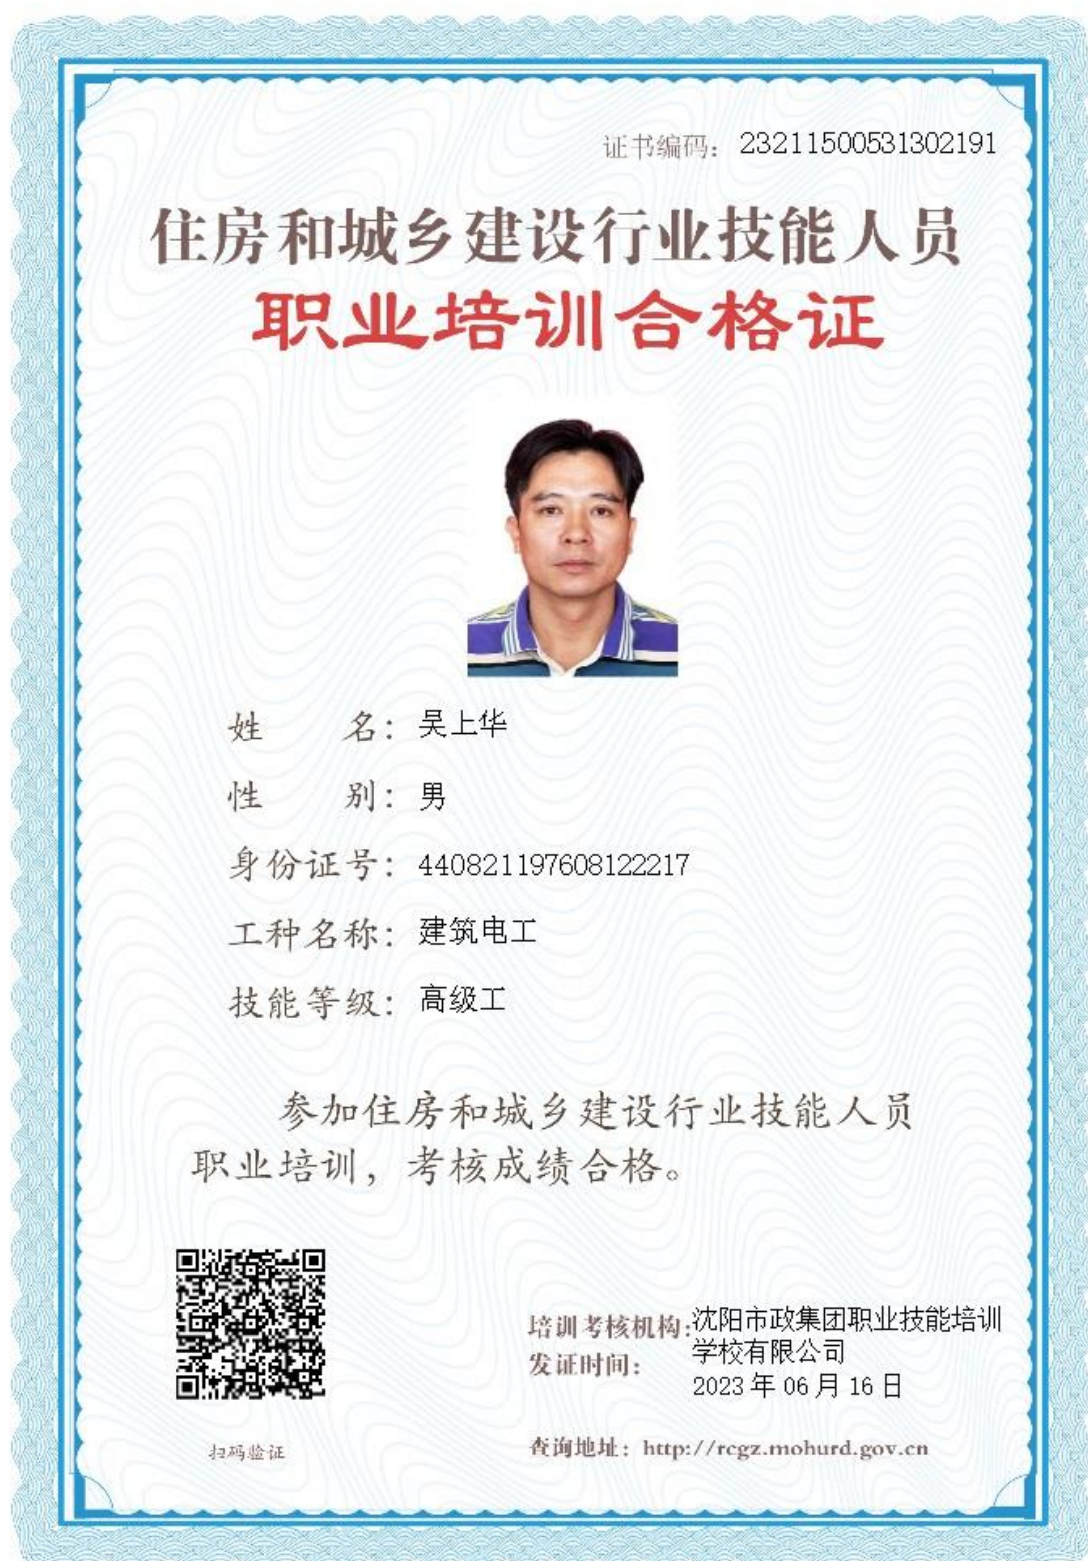 证书编码：23211500531302191
住房和城乡建设行业技能人员
职业培训合格证
姓名：吴上华
性别：男
身份证号：440821197608122217
工种名称：建筑电工
技能等级：高级工
参加住房和城乡建设行业技能人员
职业培训，考核成绩合格。
培训考核机构：沈阳市政集团职业技能培训
学校有限公司
发证时间：2023年06月16日
扫码验证
查询地址：http://rcgz.mohurd.gov.cn